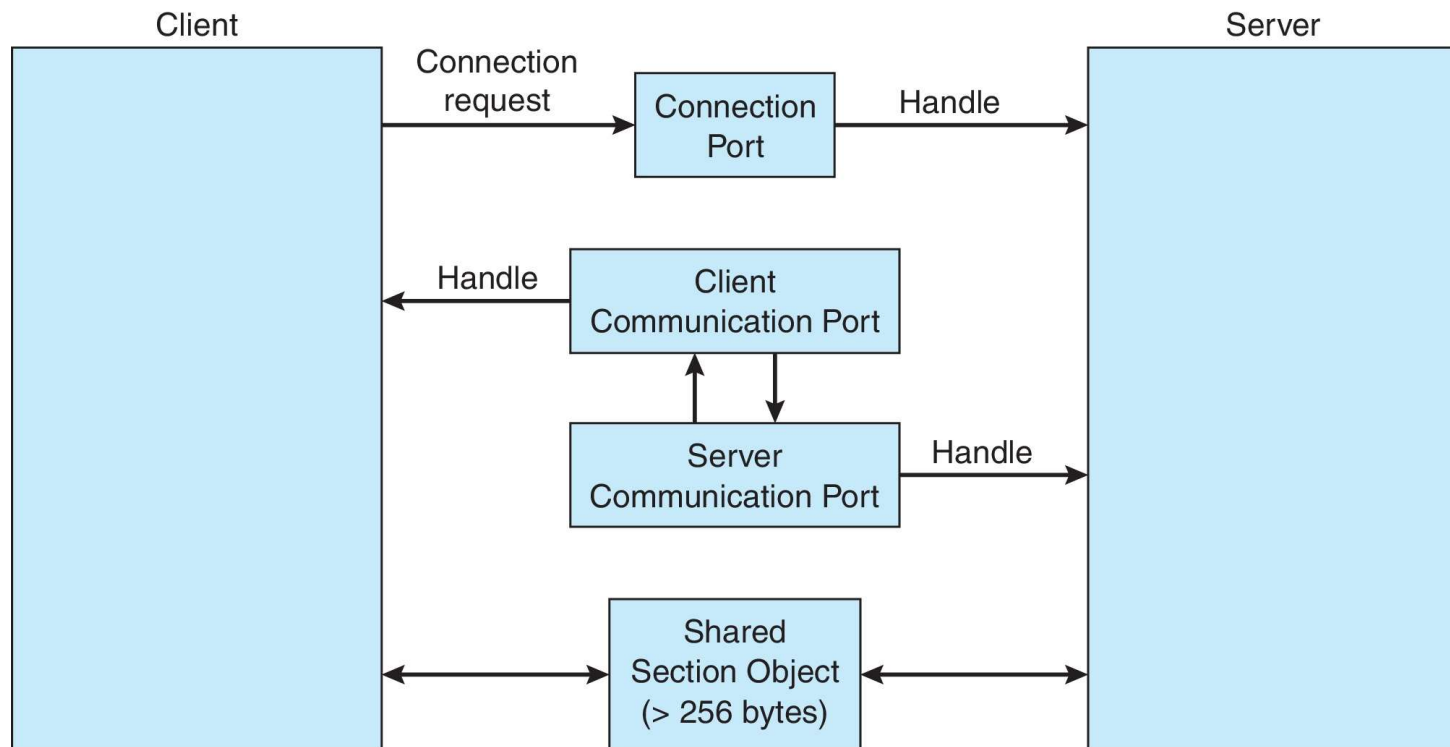 Client
Server
Connection
request
Connection
Port
Handle
Handle
Client
Communication Port
Server
Communication Port
Handle
Shared
Section Object
(> 256 bytes)